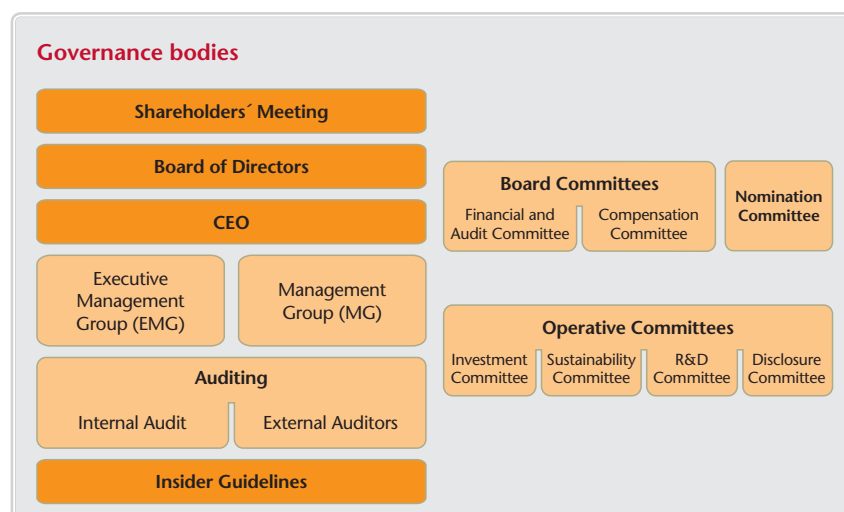 Governance bodies
Shareholders´ Meeting
Board of Directors
CEO
Executive
Management
Group (EMG)
Management
Group (MG)
Auditing
Internal Audit
External Auditors
Insider Guidelines
Board Committees
Financial and
Audit Committee
Compensation
Committee
Nomination
Committee
Operative Committees
Investment
Committee
Sustainability
Committee
R&D
Committee
Disclosure
Committee